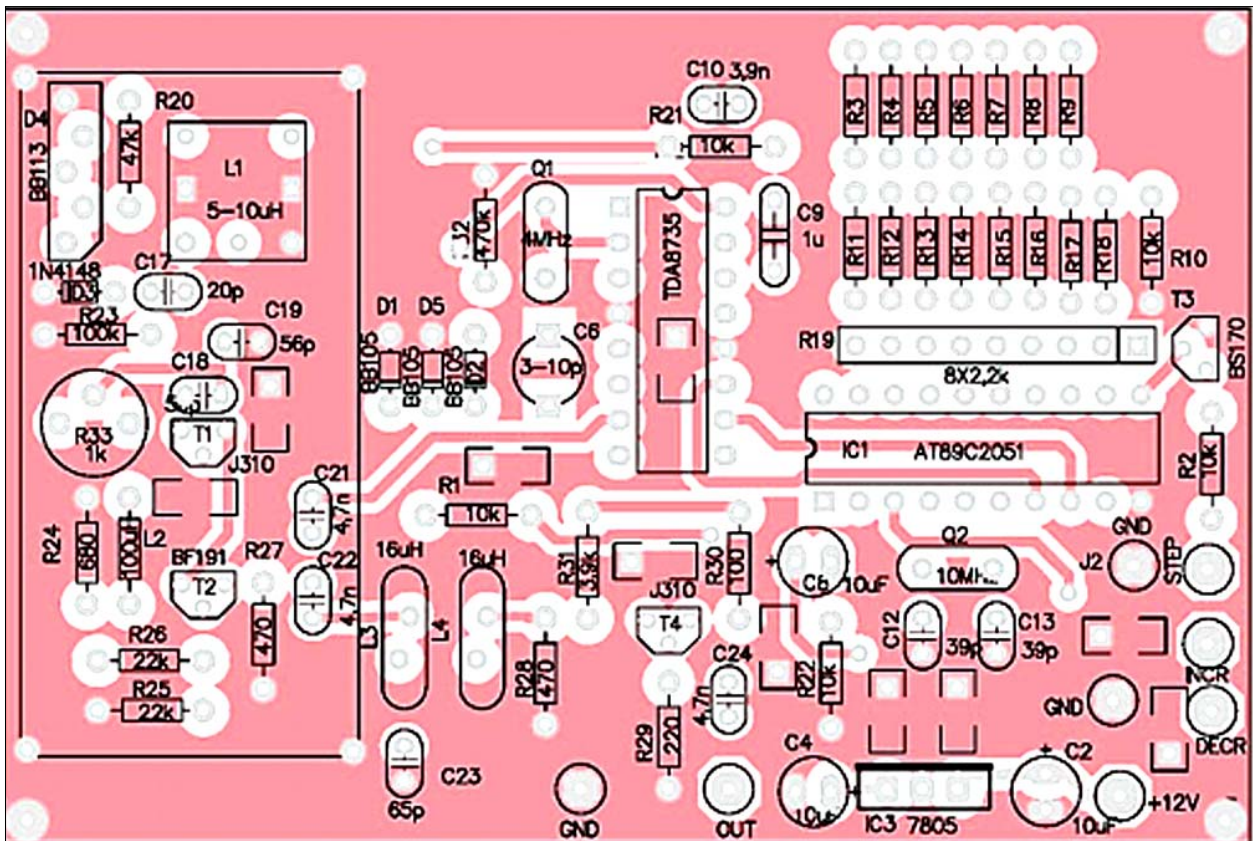 C10 3,9n
R21
10k
R3
R4
R5
R6
R7
R8
R9
D4
BB113
R20
47k
L1
5-10uH
Q1
4MHz
470k
TDA8735
C9
1u
R11
R12
R13
R14
R15
R16
R17
R18
10k
R10
1N4148
D3
C17
20p
R23
100k
C19
56p
D1
D5
BB105
BB105
BB105
D2
C6
3-10p
R19
8X2,2k
T3
BS170
C18
T1
J310
R33
1k
IC1
AT89C2051
R2
10k
R1
10k
C21
4,7n
R24
680
100uH
L2
BF191
T2
R27
470
C22
4,7n
16uH
L3
16uH
L4
R31
3,9k
R30
100
J310
T4
+
10uF
Q2
J2
GND
STEP
R26
22k
R25
22k
R28
470
C24
4,7n
R22
10k
C12
39p
C13
39p
INCR
GND
DECR
C23
65p
R29
220
GND
OUT
C4
+
IC3 7805
+
C2
10uF
+12V